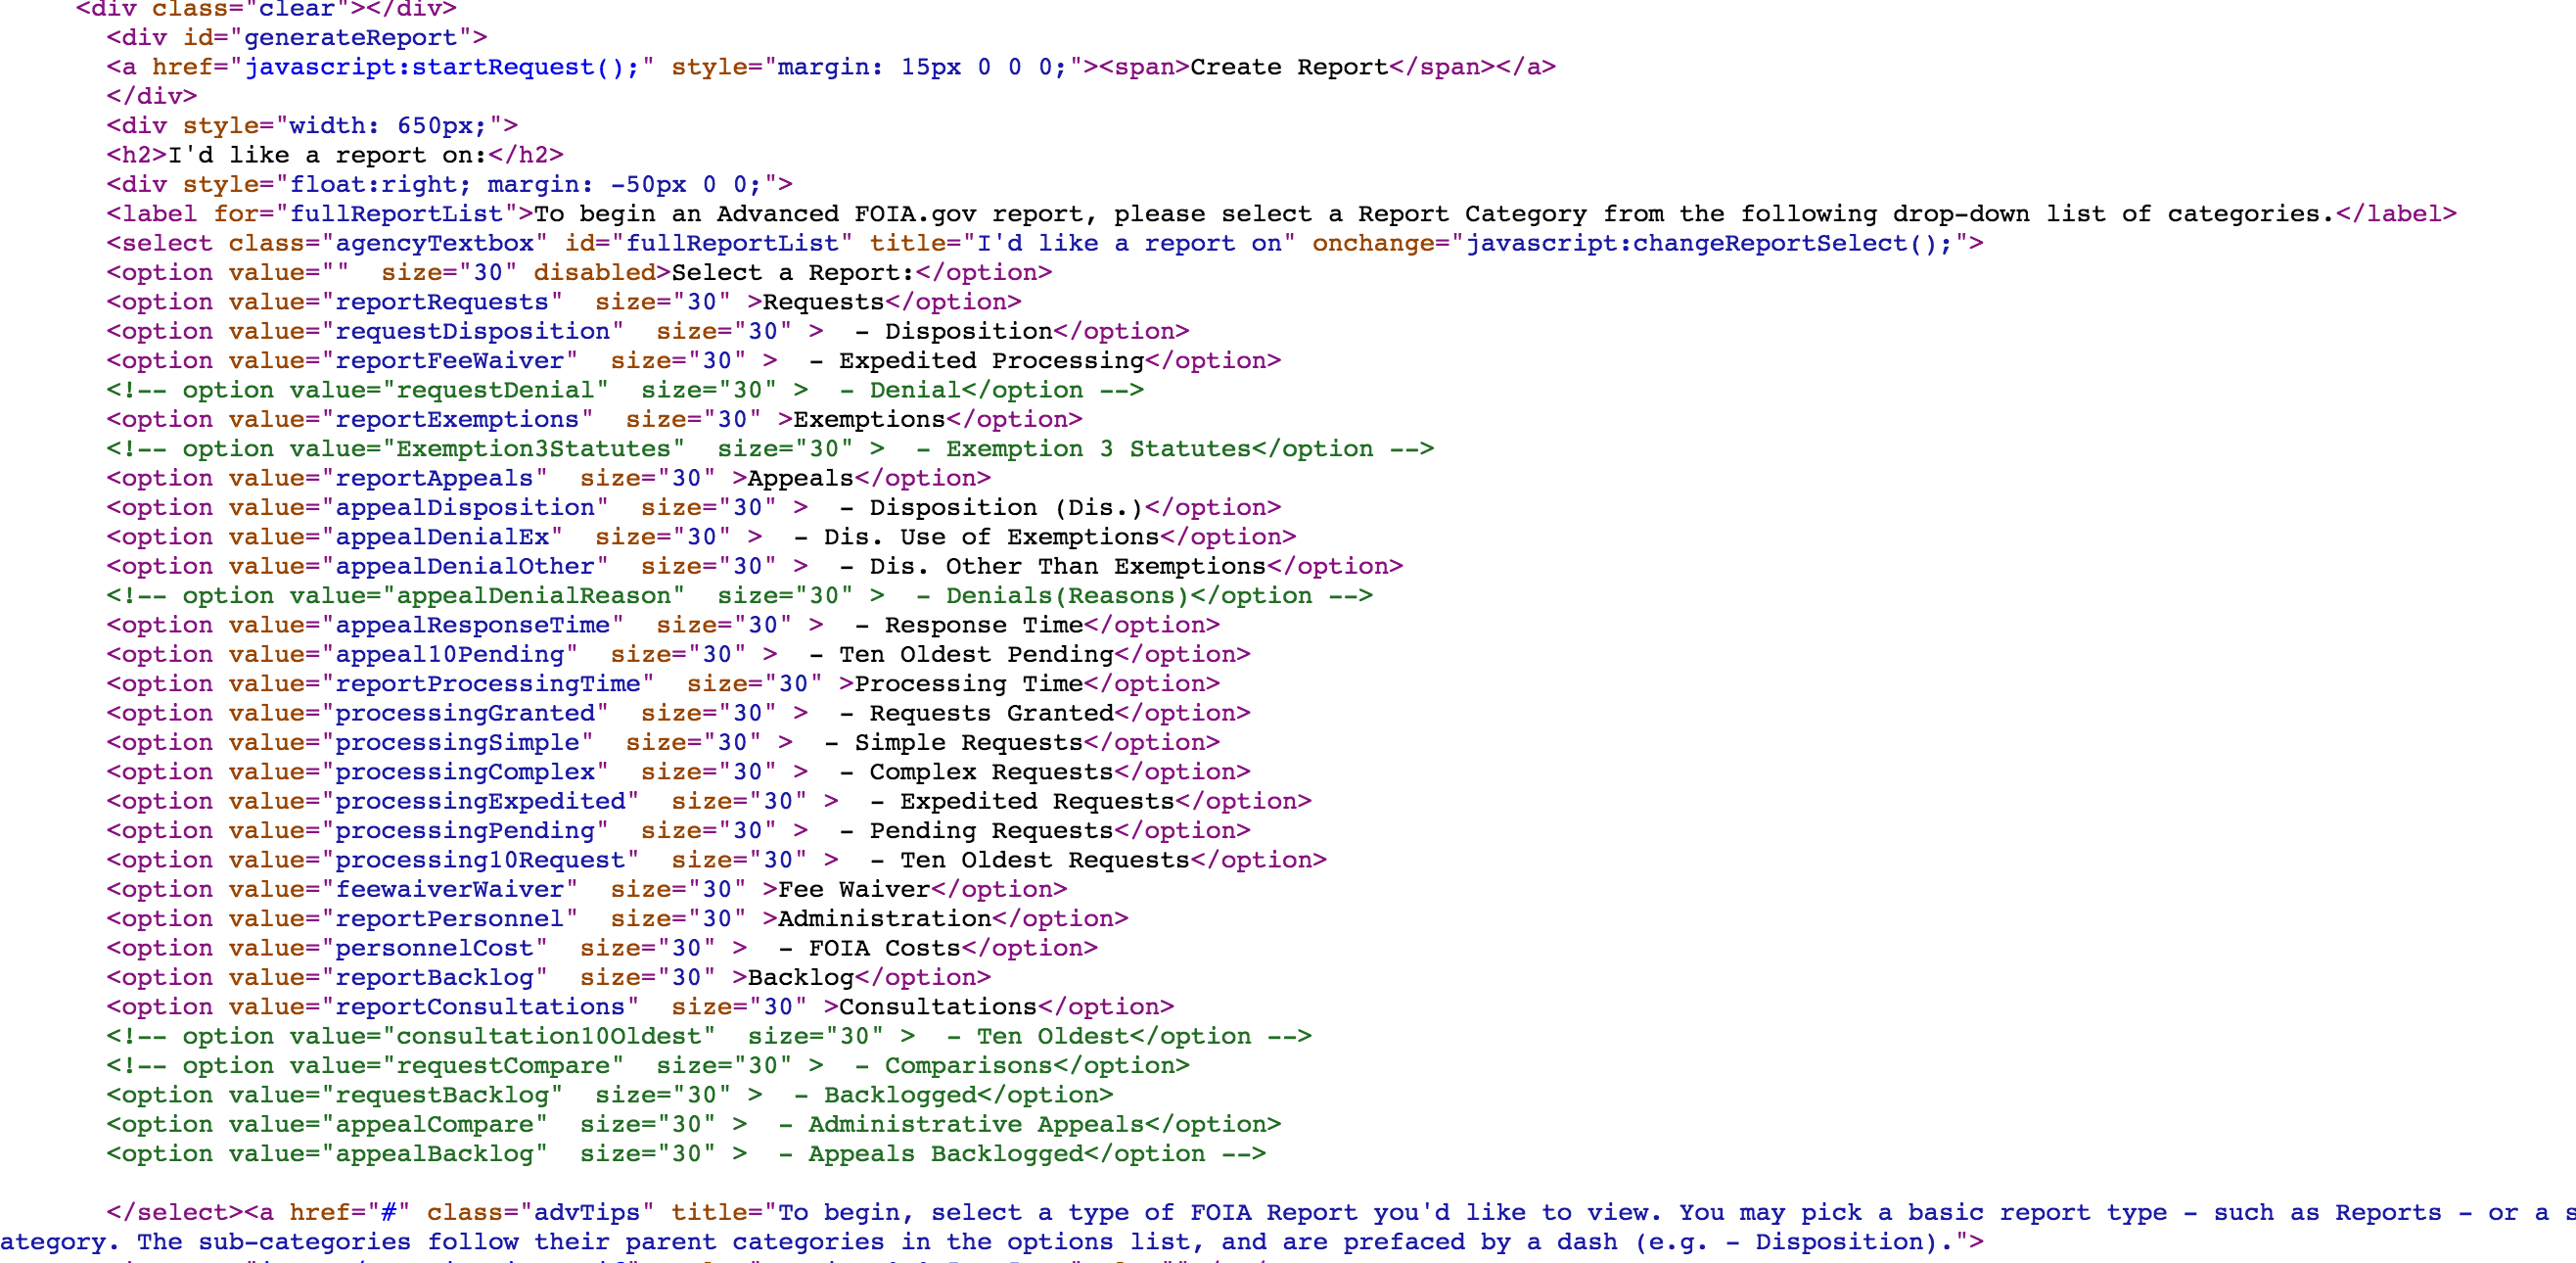 <div class="clear"></div>
<div id="generateReport">
<a href="javascript:startRequest();" style="margin: 15px 0 0 0;"><span>Create Report</span></a>
</div>
<div style="width: 650px;">
<h2>I'd like a report on:</h2>
<div style="float:right; margin: -50px 0 0;">
<label for="fullReportList">To begin an Advanced FOIA.gov report, please select a Report Category from the following drop-down list of categories.</label>
<select class="agencyTextbox" id="fullReportList" title="I'd like a report on" onchange="javascript:changeReportSelect();">
<option value=""  size="30" disabled>Select a Report:</option>
<option value="reportRequests"  size="30" >Requests</option>
<option value="requestDisposition"  size="30" >  - Disposition</option>
<option value="reportFeeWaiver"  size="30" >  - Expedited Processing</option>
<!-- option value="requestDenial"  size="30" >  - Denial</option -->
<option value="reportExemptions"  size="30" >Exemptions</option>
<!-- option value="Exemption3Statutes"  size="30" >  - Exemption 3 Statutes</option -->
<option value="reportAppeals"  size="30" >Appeals</option>
<option value="appealDisposition"  size="30" >  - Disposition (Dis.)</option>
<option value="appealDenialEx"  size="30" >  - Dis. Use of Exemptions</option>
<option value="appealDenialOther"  size="30" >  - Dis. Other Than Exemptions</option>
<!-- option value="appealDenialReason"  size="30" >  - Denials(Reasons)</option -->
<option value="appealResponseTime"  size="30" >  - Response Time</option>
<option value="appeal10Pending"  size="30" >  - Ten Oldest Pending</option>
<option value="reportProcessingTime"  size="30" >Processing Time</option>
<option value="processingGranted"  size="30" >  - Requests Granted</option>
<option value="processingSimple"  size="30" >  - Simple Requests</option>
<option value="processingComplex"  size="30" >  - Complex Requests</option>
<option value="processingExpedited"  size="30" >  - Expedited Requests</option>
<option value="processingPending"  size="30" >  - Pending Requests</option>
<option value="processing10Request"  size="30" >  - Ten Oldest Requests</option>
<option value="feewaiverWaiver"  size="30" >Fee Waiver</option>
<option value="reportPersonnel"  size="30" >Administration</option>
<option value="personnelCost"  size="30" >  - FOIA Costs</option>
<option value="reportBacklog"  size="30" >Backlog</option>
<option value="reportConsultations"  size="30" >Consultations</option>
<!-- option value="consultation10Oldest"  size="30" >  - Ten Oldest</option -->
<!-- option value="requestCompare"  size="30" >  - Comparisons</option>
<option value="requestBacklog"  size="30" >  - Backlogged</option>
<option value="appealCompare"  size="30" >  - Administrative Appeals</option>
<option value="appealBacklog"  size="30" >  - Appeals Backlogged</option -->
</select><a href="#" class="advTips" title="To begin, select a type of FOIA Report you'd like to view. You may pick a basic report type - such as Reports - or a s
ategory. The sub-categories follow their parent categories in the options list, and are prefaced by a dash (e.g. - Disposition).">